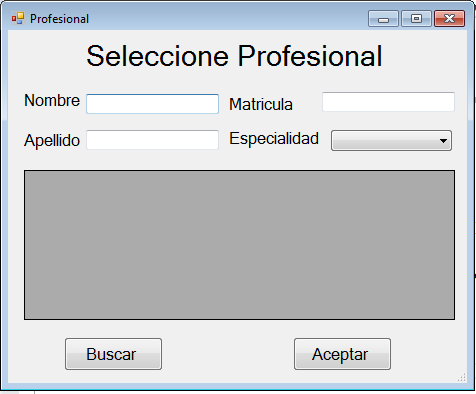 Profesional
Seleccione Profesional
Nombre
Matricula
Apellido
Especialidad
Buscar
Aceptar